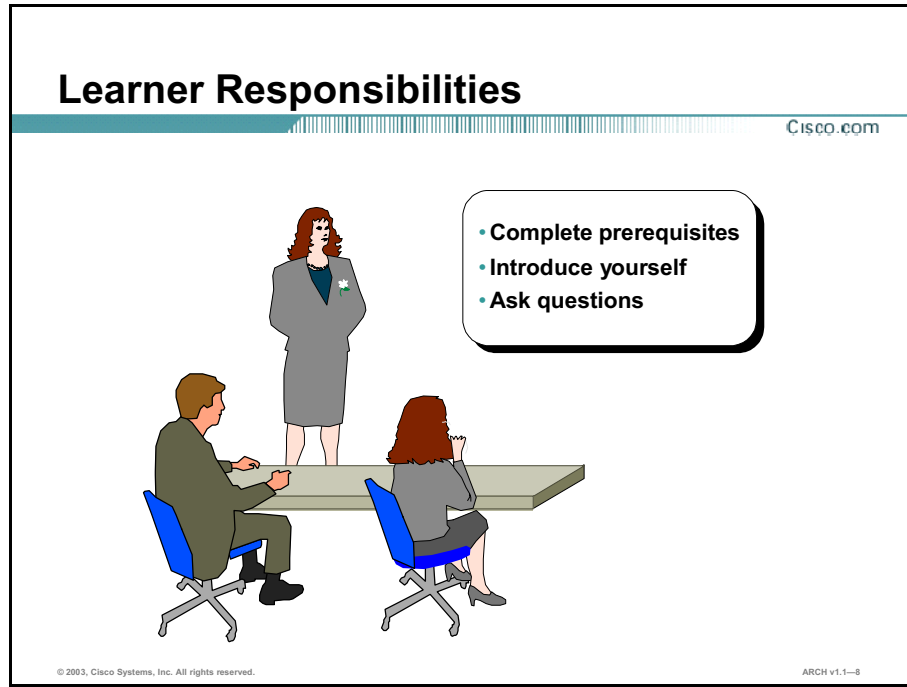 Learner Responsibilities
Cisco.com
• Complete prerequisites
• Introduce yourself
• Ask questions
© 2003, Cisco Systems, Inc. All rights reserved.
ARCH v1.1—8